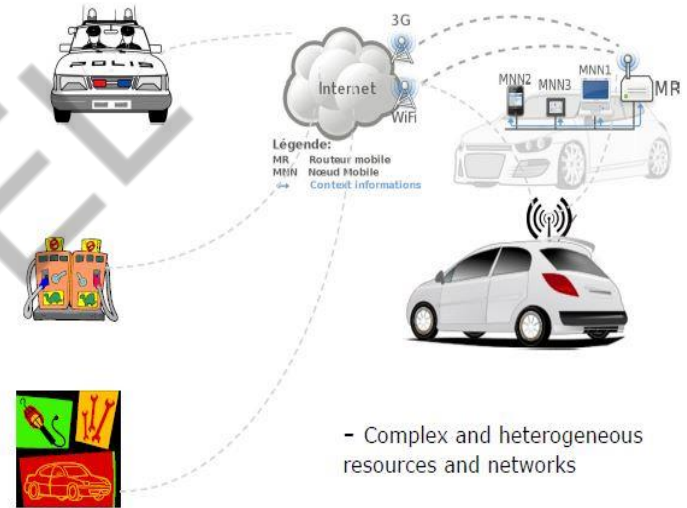 POLIS
3G
Internet
WiFi
MNN2
MNN3
MNN1
MR
Légende:
MR Routeur mobile
MNN Nœud Mobile
Context informations
- Complex and heterogeneous
resources and networks